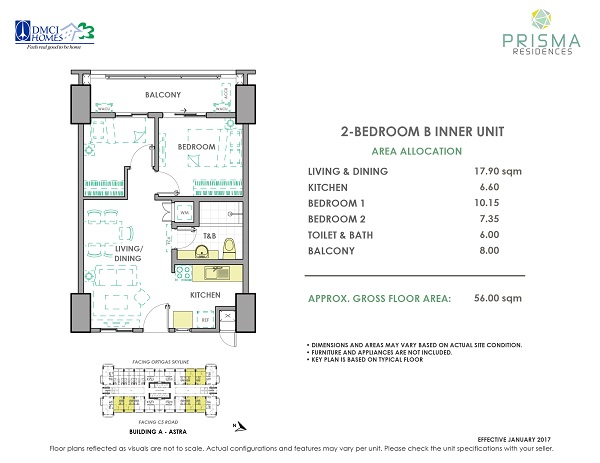 DMCI
HOMES
Feels real good to be home
PRISMA
RESIDENCES
BALCONY
ACCU
WACU
WACU
BEDROOM
WM
T&B
LIVING/
DINING
KITCHEN
REF
2-BEDROOM B INNER UNIT
AREA ALLOCATION
LIVING & DINING 17.90 sqm
KITCHEN 6.60
BEDROOM 1 10.15
BEDROOM 2 7.35
TOILET & BATH 6.00
BALCONY 8.00
APPROX. GROSS FLOOR AREA: 56.00 sqm
• DIMENSIONS AND AREAS MAY VARY BASED ON ACTUAL SITE CONDITION.
• FURNITURE AND APPLIANCES ARE NOT INCLUDED.
• KEY PLAN IS BASED ON TYPICAL FLOOR
FACING ORTIGAS SKYLINE
FACING C5 ROAD
BUILDING A - ASTRA
N
EFFECTIVE JANUARY 2017
Floor plans reflected as visuals are not to scale. Actual configurations and features may vary per unit. Please check the unit specifications with your seller.